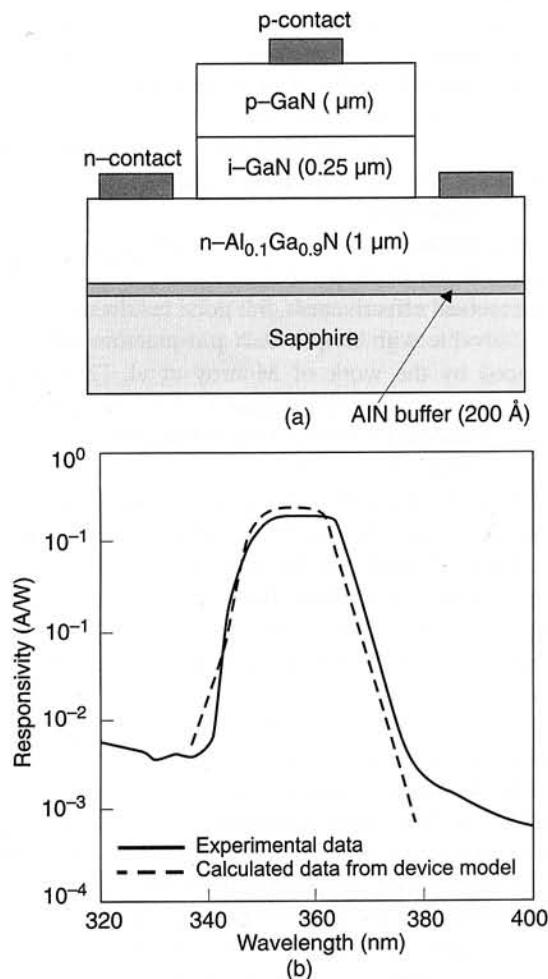 p-contact
p–GaN ( μm)
n–contact
i–GaN (0.25 μm)
n–Al₀.₁Ga₀.₉N (1 μm)
Sapphire
AlN buffer (200 Å)
(a)
10⁰
10⁻¹
10⁻¹
10⁻²
10⁻³
10⁻⁴
Responsivity (A/W)
Experimental data
Calculated data from device model
320 340 360 380 400
Wavelength (nm)
(b)